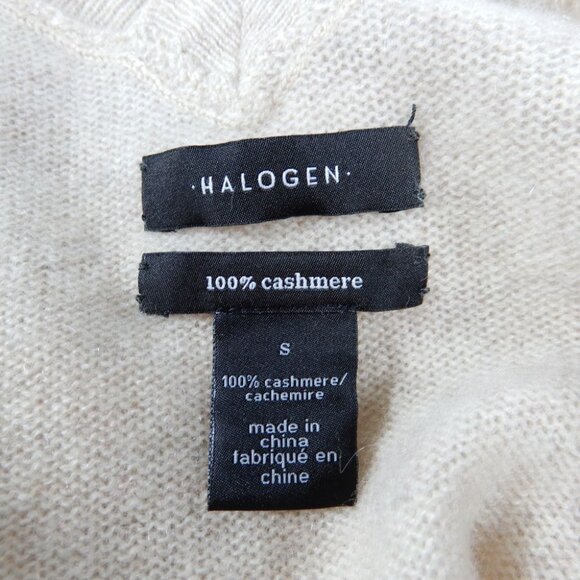 ·HALOGEN·
100% cashmere
S
100% cashmere/
cachemire
made in
china
fabriqué en
chine